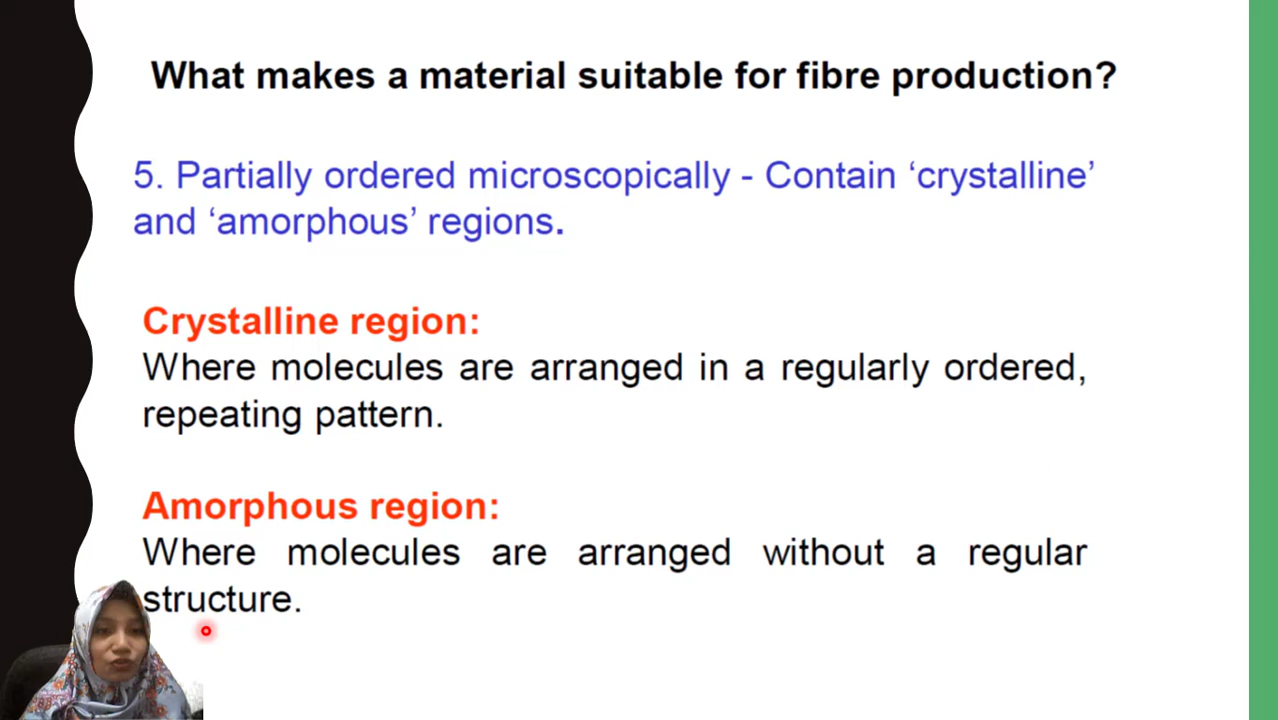 What makes a material suitable for fibre production?
5. Partially ordered microscopically - Contain ‘crystalline’
and ‘amorphous’ regions.
Crystalline region:
Where molecules are arranged in a regularly ordered,
repeating pattern.
Amorphous region:
Where molecules are arranged without a regular
structure.